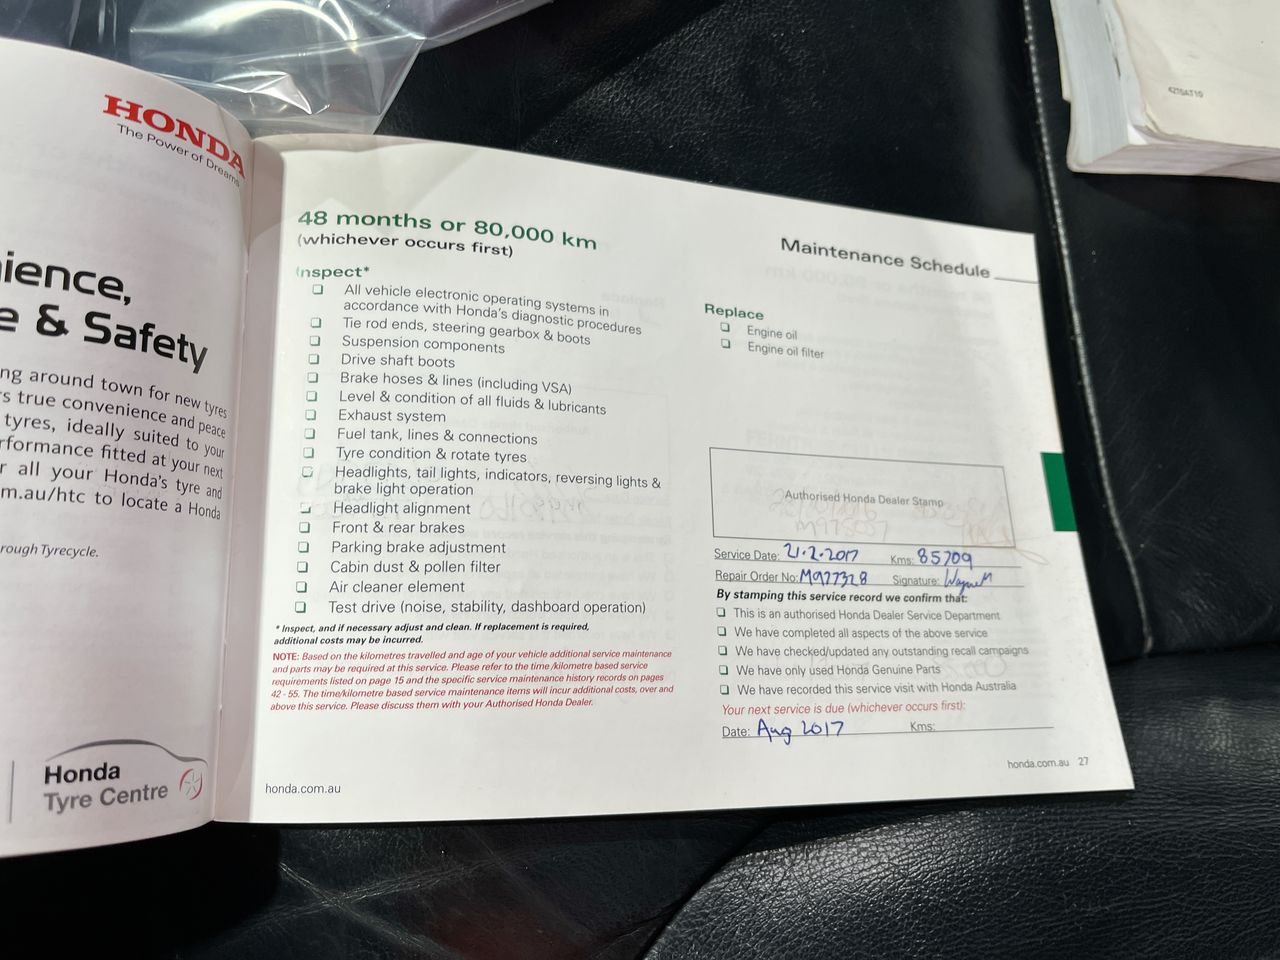 HONDA
The Power of Dreams
ience,
e & Safety
ng around town for new tyres
rs true convenience and peace
tyres, ideally suited to your
rformance fitted at your next
r all your Honda's tyre and
m.au/htc to locate a Honda
rough Tyrecycle.
Honda
Tyre Centre
48 months or 80,000 km
(whichever occurs first)
Inspect*
All vehicle electronic operating systems in
accordance with Honda's diagnostic procedures
Tie rod ends, steering gearbox & boots
Suspension components
Drive shaft boots
Brake hoses & lines (including VSA)
Level & condition of all fluids & lubricants
Exhaust system
Fuel tank, lines & connections
Tyre condition & rotate tyres
Headlights, tail lights, indicators, reversing lights &
brake light operation
Headlight alignment
Front & rear brakes
Parking brake adjustment
Cabin dust & pollen filter
Air cleaner element
Test drive (noise, stability, dashboard operation)
* Inspect, and if necessary adjust and clean. If replacement is required,
additional costs may be incurred.
NOTE: Based on the kilometres travelled and age of your vehicle additional service maintenance
and parts may be required at this service. Please refer to the time /kilometre based service
requirements listed on page 15 and the specific service maintenance history records on pages
42 - 55. The time/kilometre based service maintenance items will incur additional costs, over and
above this service. Please discuss them with your Authorised Honda Dealer.
honda.com.au
Maintenance Schedule
Replace
Engine oil
Engine oil filter
Authorised Honda Dealer Stamp
Service Date: 21.2.2017 Kms: 85709
Repair Order No: M977328 Signature: Wayne M
By stamping this service record we confirm that:
This is an authorised Honda Dealer Service Department
We have completed all aspects of the above service
We have checked/updated any outstanding recall campaigns
We have only used Honda Genuine Parts
We have recorded this service visit with Honda Australia
Your next service is due (whichever occurs first):
Date: Aug 2017 Kms:
honda.com.au 27